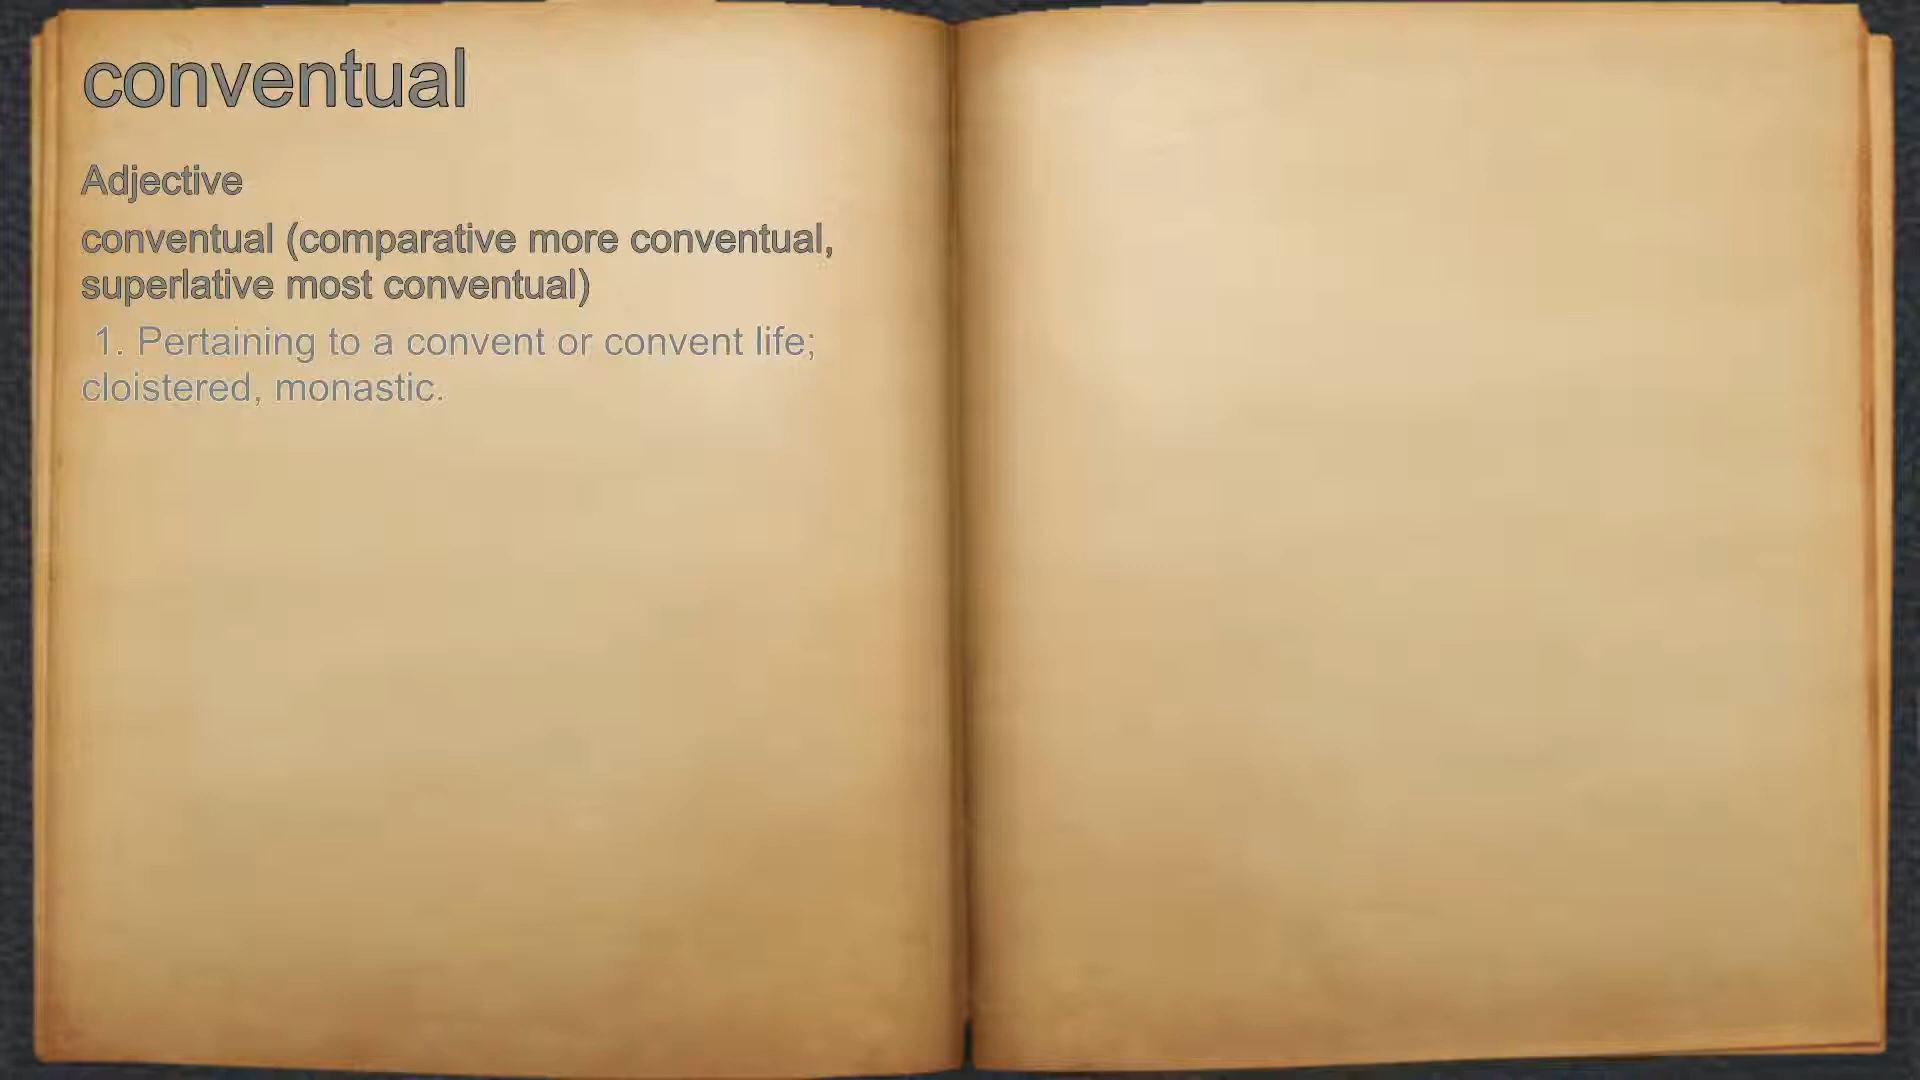 conventual
Adjective
conventual (comparative more conventual,
superlative most conventual)
1. Pertaining to a convent or convent life;
cloistered, monastic.